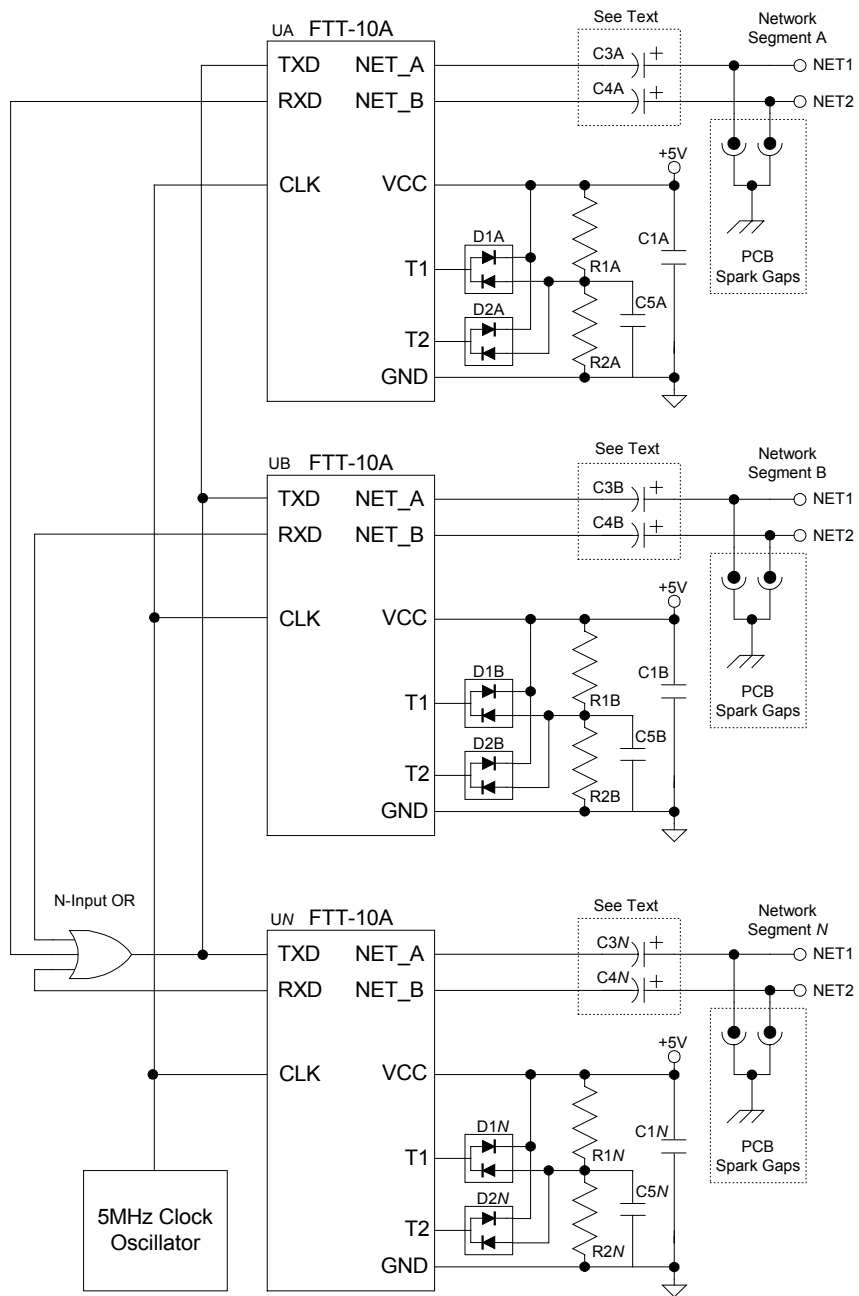 UA FTT-10A
TXD NET_A
RXD NET_B
CLK VCC
T1
T2
GND
See Text
C3A +
C4A +
Network
Segment A
NET1
NET2
+5V
D1A
D2A
R1A
R2A
C1A
C5A
PCB
Spark Gaps
UB FTT-10A
TXD NET_A
RXD NET_B
CLK VCC
T1
T2
GND
See Text
C3B +
C4B +
Network
Segment B
NET1
NET2
+5V
D1B
D2B
R1B
R2B
C1B
C5B
PCB
Spark Gaps
N-Input OR
UN FTT-10A
TXD NET_A
RXD NET_B
CLK VCC
T1
T2
GND
See Text
C3N +
C4N +
Network
Segment N
NET1
NET2
+5V
D1N
D2N
R1N
R2N
C1N
C5N
PCB
Spark Gaps
5MHz Clock
Oscillator